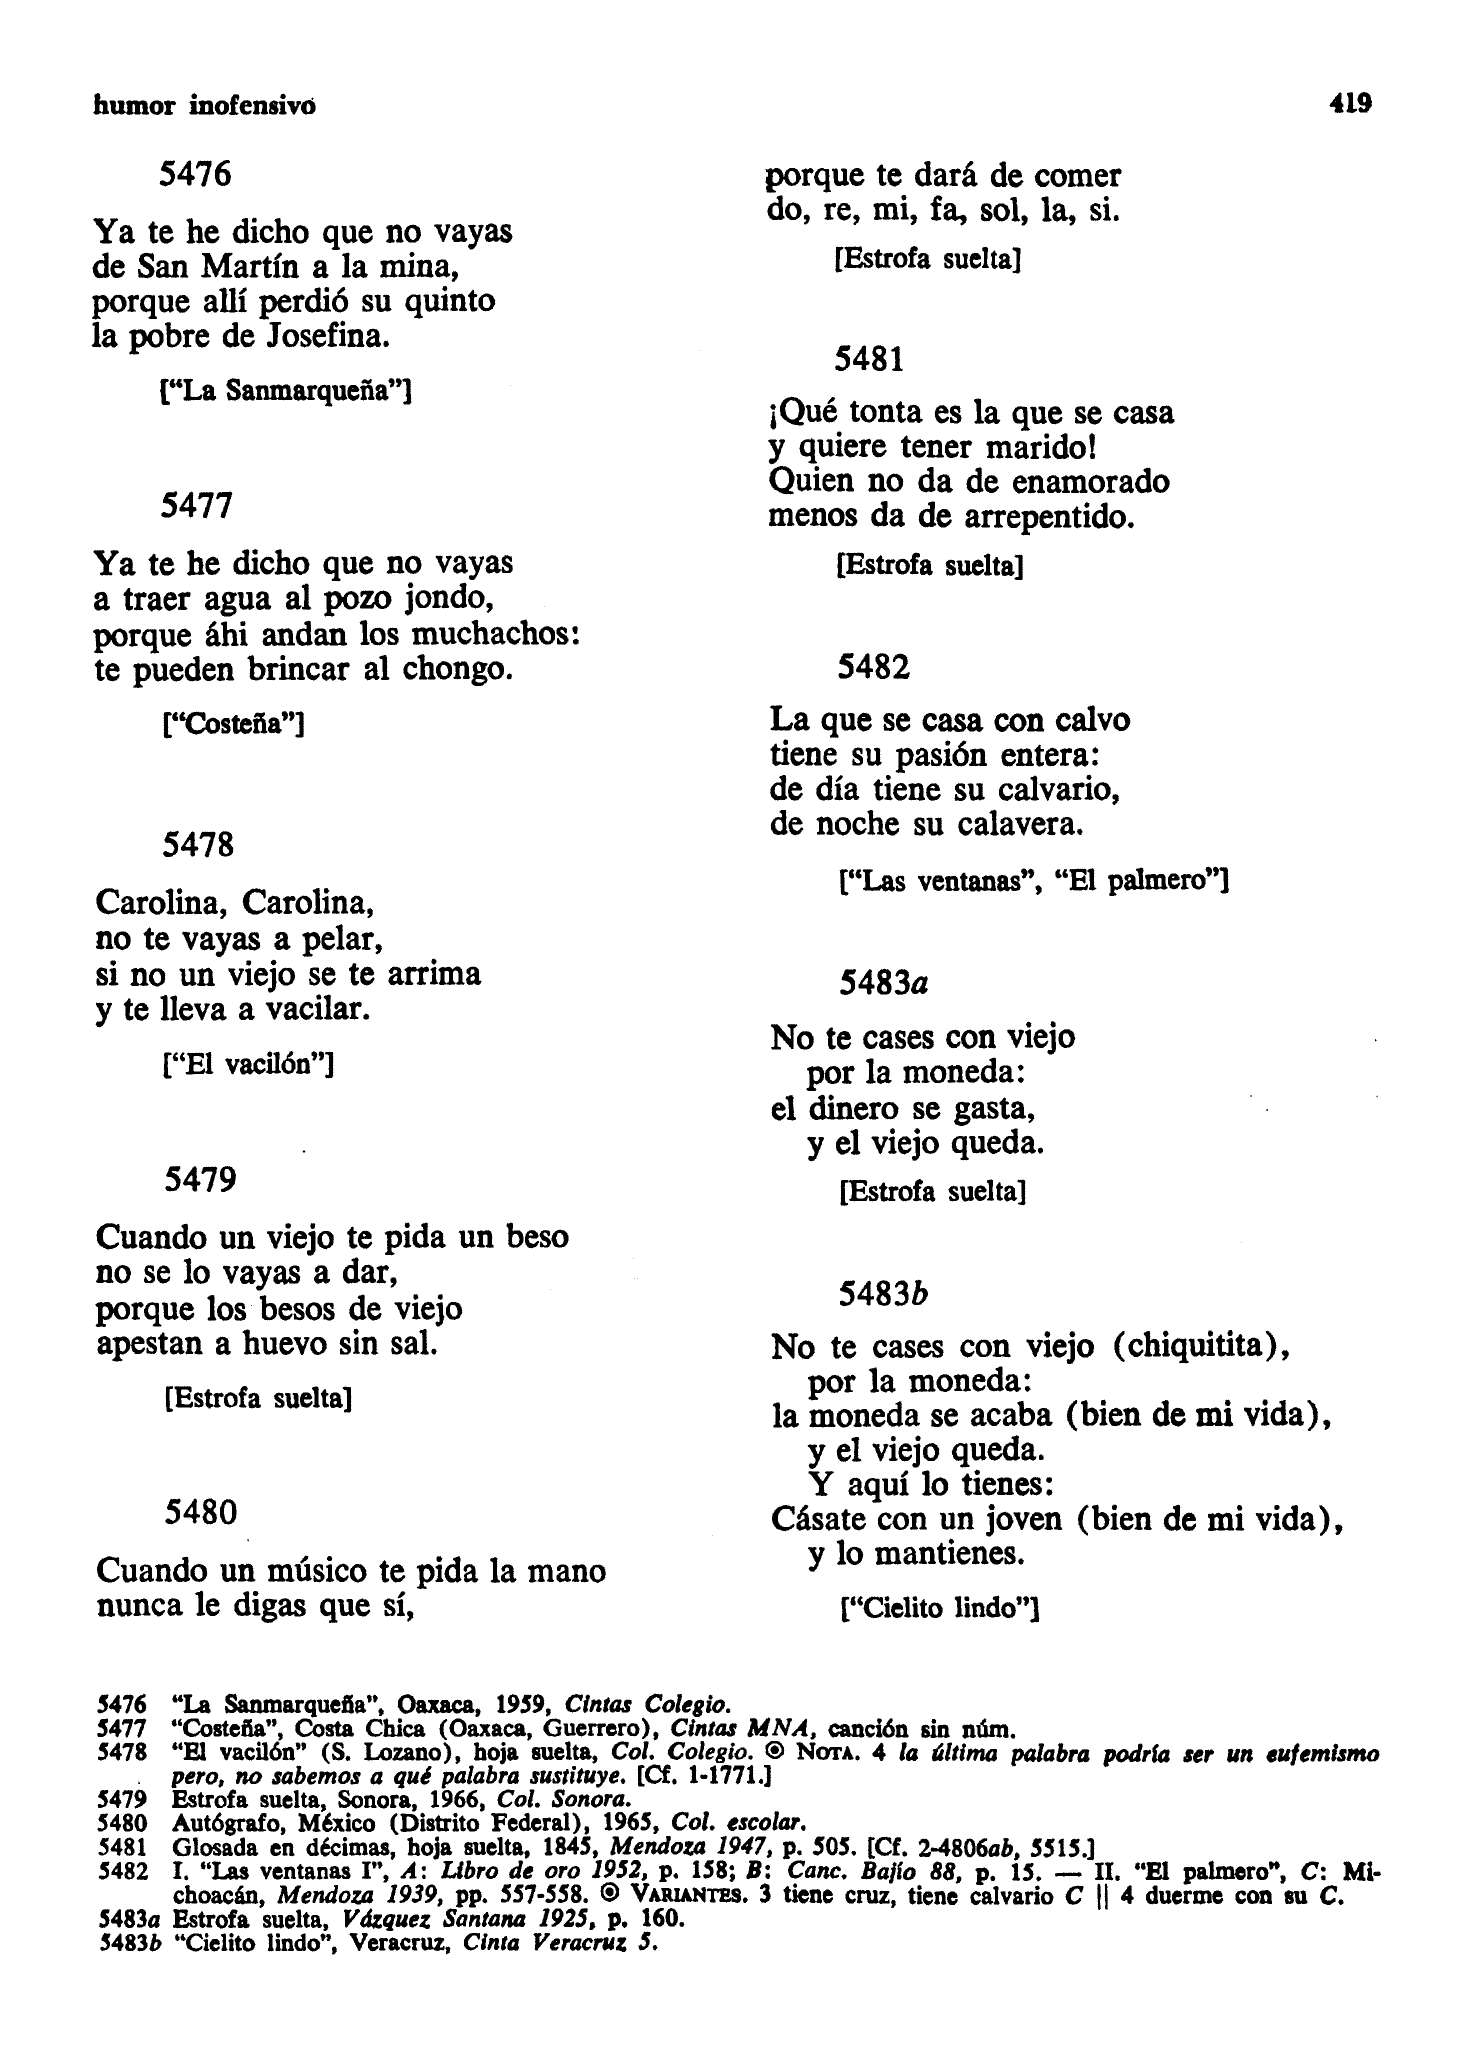 humor inofensivo
419
5476
Ya te he dicho que no vayas
de San Martín a la mina,
porque allí perdió su quinto
la pobre de Josefina.
[“La Sanmarqueña”]
5477
Ya te he dicho que no vayas
a traer agua al pozo jondo,
porque áhi andan los muchachos:
te pueden brincar al chongo.
[“Costeña”]
5478
Carolina, Carolina,
no te vayas a pelar,
si no un viejo se te arrima
y te lleva a vacilar.
[“El vacilón”]
5479
Cuando un viejo te pida un beso
no se lo vayas a dar,
porque los besos de viejo
apestan a huevo sin sal.
[Estrofa suelta]
5480
Cuando un músico te pida la mano
nunca le digas que sí,
porque te dará de comer
do, re, mi, fa, sol, la, si.
[Estrofa suelta]
5481
¡Qué tonta es la que se casa
y quiere tener marido!
Quien no da de enamorado
menos da de arrepentido.
[Estrofa suelta]
5482
La que se casa con calvo
tiene su pasión entera:
de día tiene su calvario,
de noche su calavera.
[“Las ventanas”, “El palmero”]
5483a
No te cases con viejo
por la moneda:
el dinero se gasta,
y el viejo queda.
[Estrofa suelta]
5483b
No te cases con viejo (chiquitita),
por la moneda:
la moneda se acaba (bien de mi vida),
y el viejo queda.
Y aquí lo tienes:
Cásate con un joven (bien de mi vida),
y lo mantienes.
[“Cielito lindo”]
5476 “La Sanmarqueña”, Oaxaca, 1959, Cintas Colegio.
5477 “Costeña”, Costa Chica (Oaxaca, Guerrero), Cintas MNA, canción sin núm.
5478 “El vacilón” (S. Lozano), hoja suelta, Col. Colegio. ⊙ NOTA. 4 la última palabra podría ser un eufemismo
pero, no sabemos a qué palabra sustituye. [Cf. 1-1771.]
5479 Estrofa suelta, Sonora, 1966, Col. Sonora.
5480 Autógrafo, México (Distrito Federal), 1965, Col. escolar.
5481 Glosada en décimas, hoja suelta, 1845, Mendoza 1947, p. 505. [Cf. 2-4806ab, 5515.]
5482 I. “Las ventanas I”, A: Libro de oro 1952, p. 158; B: Canc. Bajío 88, p. 15. — II. “El palmero”, C: Mi-
choacán, Mendoza 1939, pp. 557-558. ⊙ VARIANTES. 3 tiene cruz, tiene calvario C || 4 duerme con su C.
5483a Estrofa suelta, Vázquez Santana 1925, p. 160.
5483b “Cielito lindo”, Veracruz, Cinta Veracruz 5.